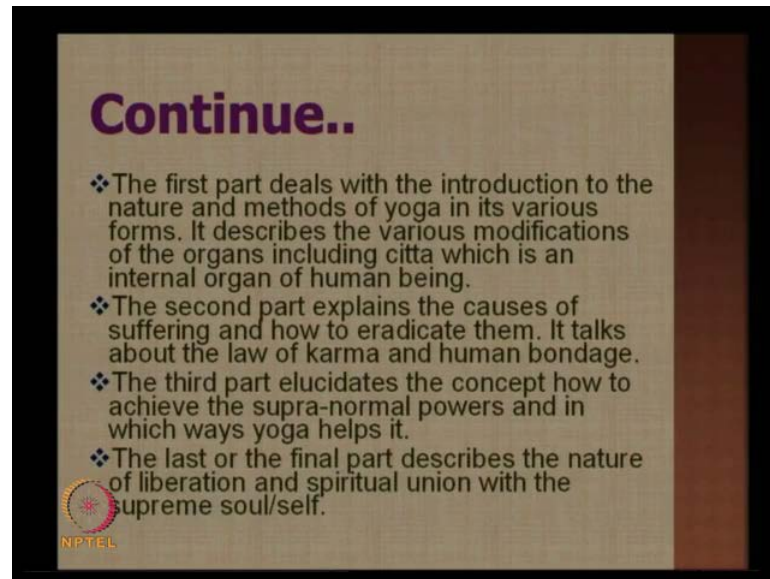 Continue..
❖The first part deals with the introduction to the
nature and methods of yoga in its various
forms. It describes the various modifications
of the organs including citta which is an
internal organ of human being.
❖The second part explains the causes of
suffering and how to eradicate them. It talks
about the law of karma and human bondage.
❖The third part elucidates the concept how to
achieve the supra-normal powers and in
which ways yoga helps it.
❖The last or the final part describes the nature
of liberation and spiritual union with the
supreme soul/self.
NPTEL